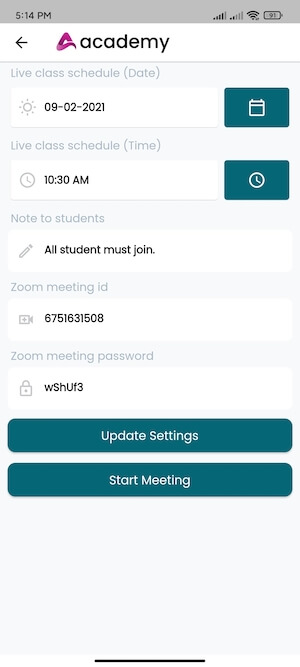 5:14 PM
91
academy
Live class schedule (Date)
09-02-2021
Live class schedule (Time)
10:30 AM
Note to students
All student must join.
Zoom meeting id
6751631508
Zoom meeting password
wShUf3
Update Settings
Start Meeting